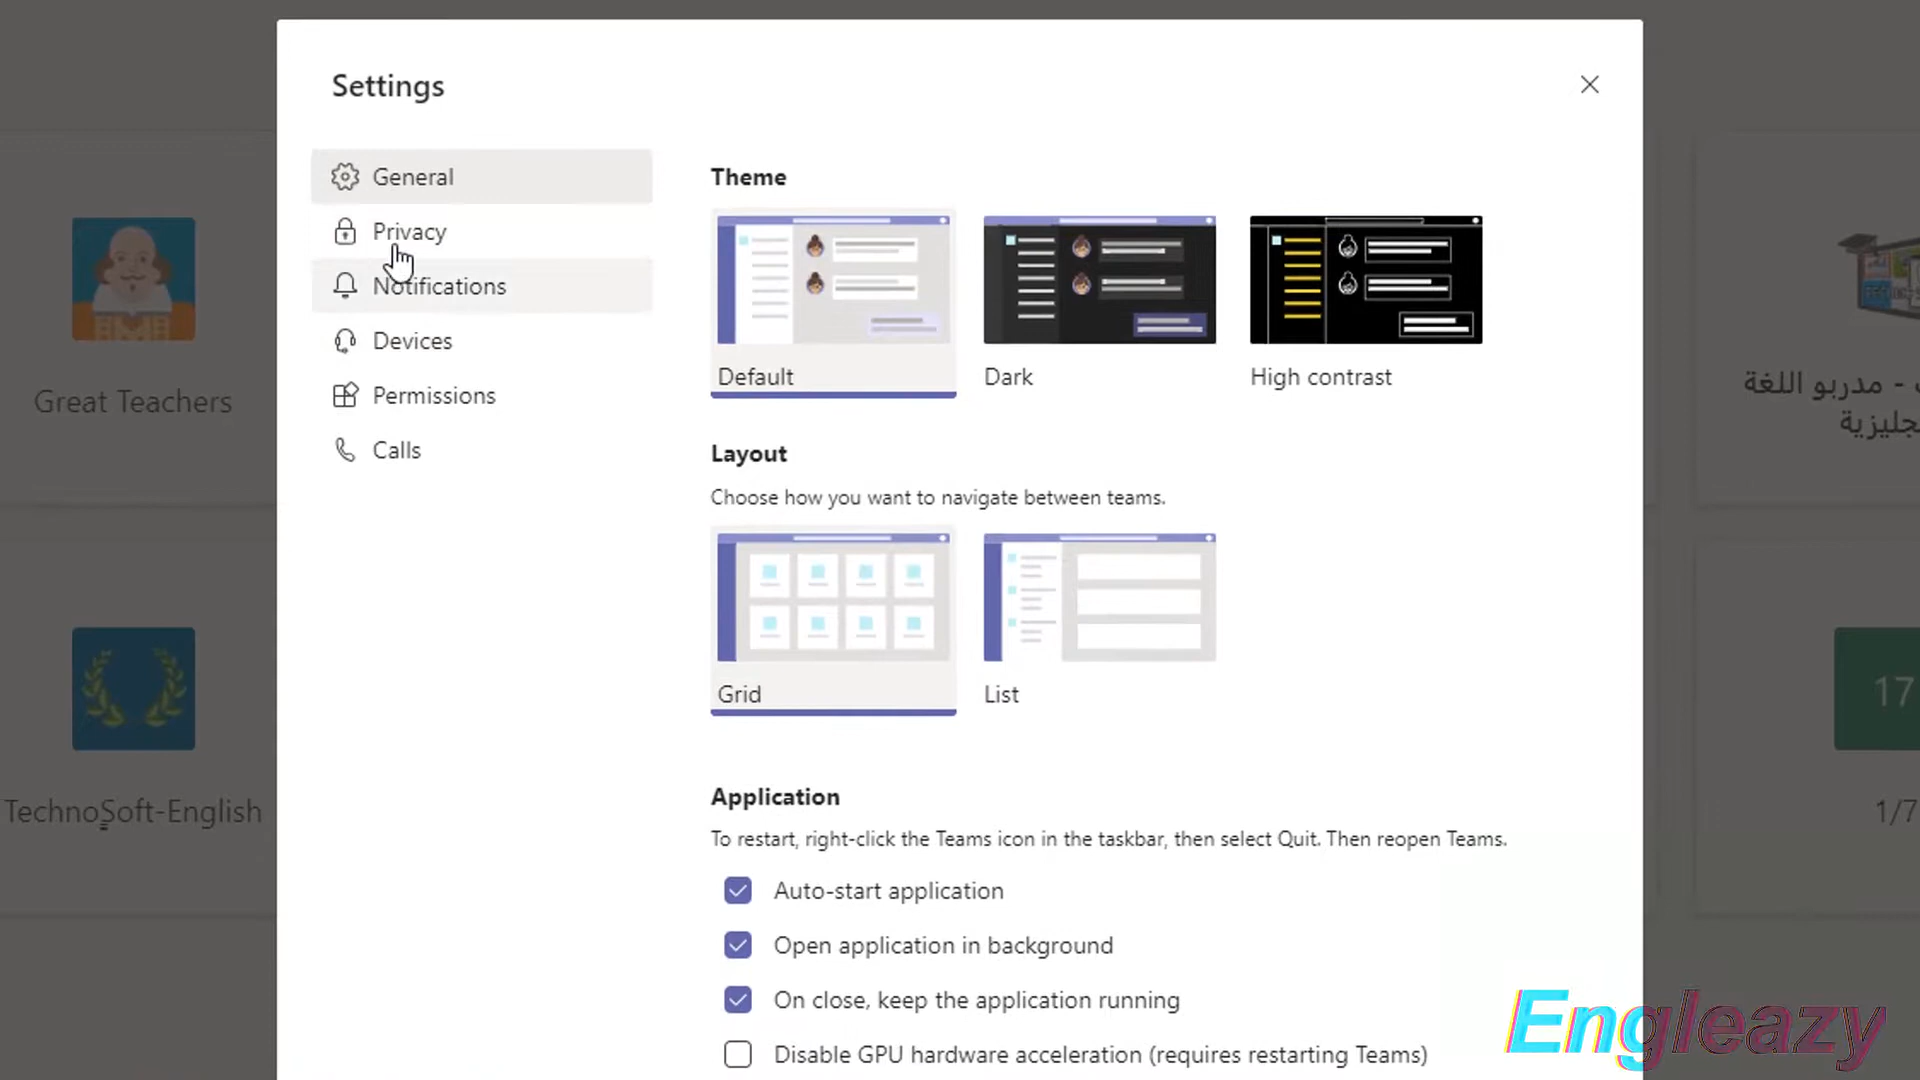 Settings
General
Privacy
Notifications
Devices
Permissions
Calls
Theme
Default
Dark
High contrast
Layout
Choose how you want to navigate between teams.
Grid
List
Application
To restart, right-click the Teams icon in the taskbar, then select Quit. Then reopen Teams.
Auto-start application
Open application in background
On close, keep the application running
Disable GPU hardware acceleration (requires restarting Teams)
Great Teachers
TechnoSoft-English
- مدربو اللغة
17
1/7
Engleazy